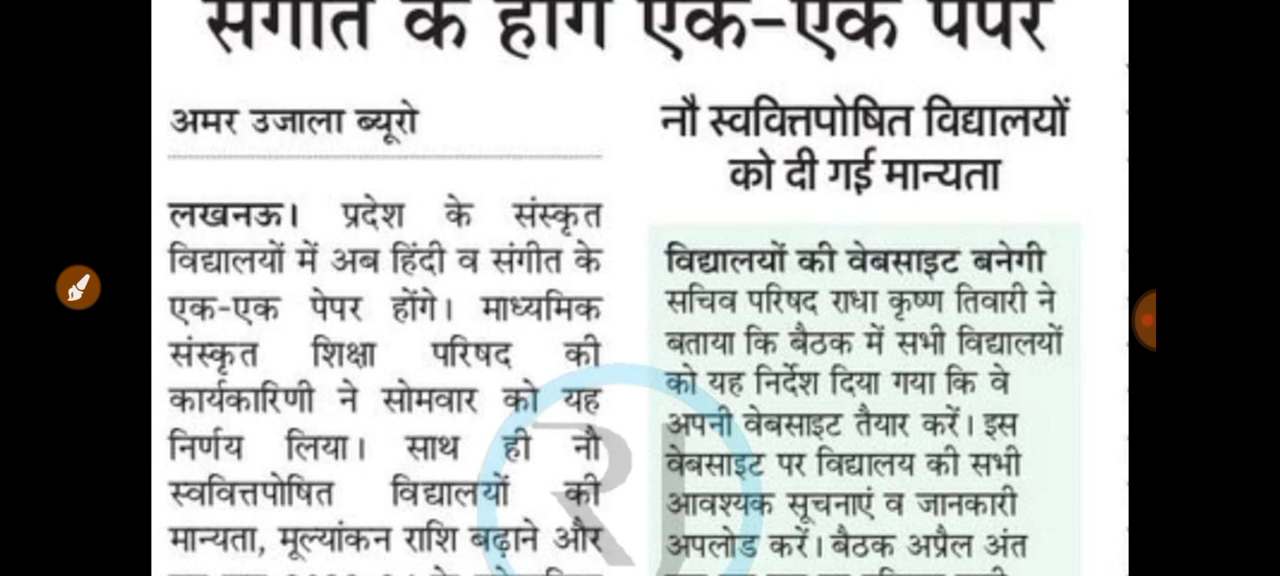 संगीत के होंगे एक-एक पेपर
अमर उजाला ब्यूरो
लखनऊ। प्रदेश के संस्कृत
विद्यालयों में अब हिंदी व संगीत के
एक-एक पेपर होंगे। माध्यमिक
संस्कृत शिक्षा परिषद की
कार्यकारिणी ने सोमवार को यह
निर्णय लिया। साथ ही नौ
स्ववित्तपोषित विद्यालयों की
मान्यता, मूल्यांकन राशि बढ़ाने और
नौ स्ववित्तपोषित विद्यालयों
को दी गई मान्यता
विद्यालयों की वेबसाइट बनेगी
सचिव परिषद राधा कृष्ण तिवारी ने
बताया कि बैठक में सभी विद्यालयों
को यह निर्देश दिया गया कि वे
अपनी वेबसाइट तैयार करें। इस
वेबसाइट पर विद्यालय की सभी
आवश्यक सूचनाएं व जानकारी
अपलोड करें। बैठक अप्रैल अंत